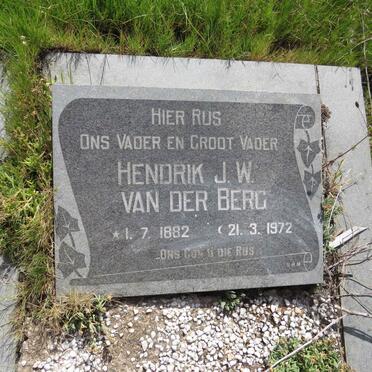 HIER RUS
ONS VADER EN GROOT VADER
HENDRIK J.W.
VAN DER BERG
*1.7.1882 (21.3.1972
ONS GUN U DIE RUS